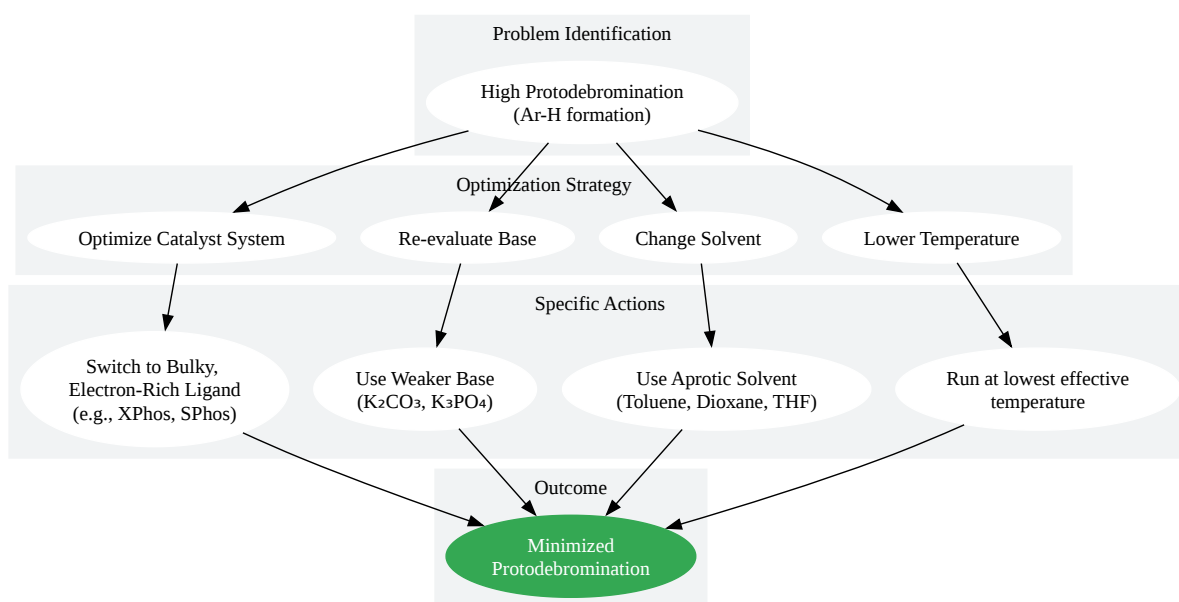 Problem Identification
High Protodebromination
(Ar-H formation)
Optimization Strategy
Optimize Catalyst System
Re-evaluate Base
Change Solvent
Lower Temperature
Specific Actions
Switch to Bulky,
Electron-Rich Ligand
(e.g., XPhos, SPhos)
Use Weaker Base
(K₂CO₃, K₃PO₄)
Use Aprotic Solvent
(Toluene, Dioxane, THF)
Run at lowest effective
temperature
Outcome
Minimized
Protodebromination